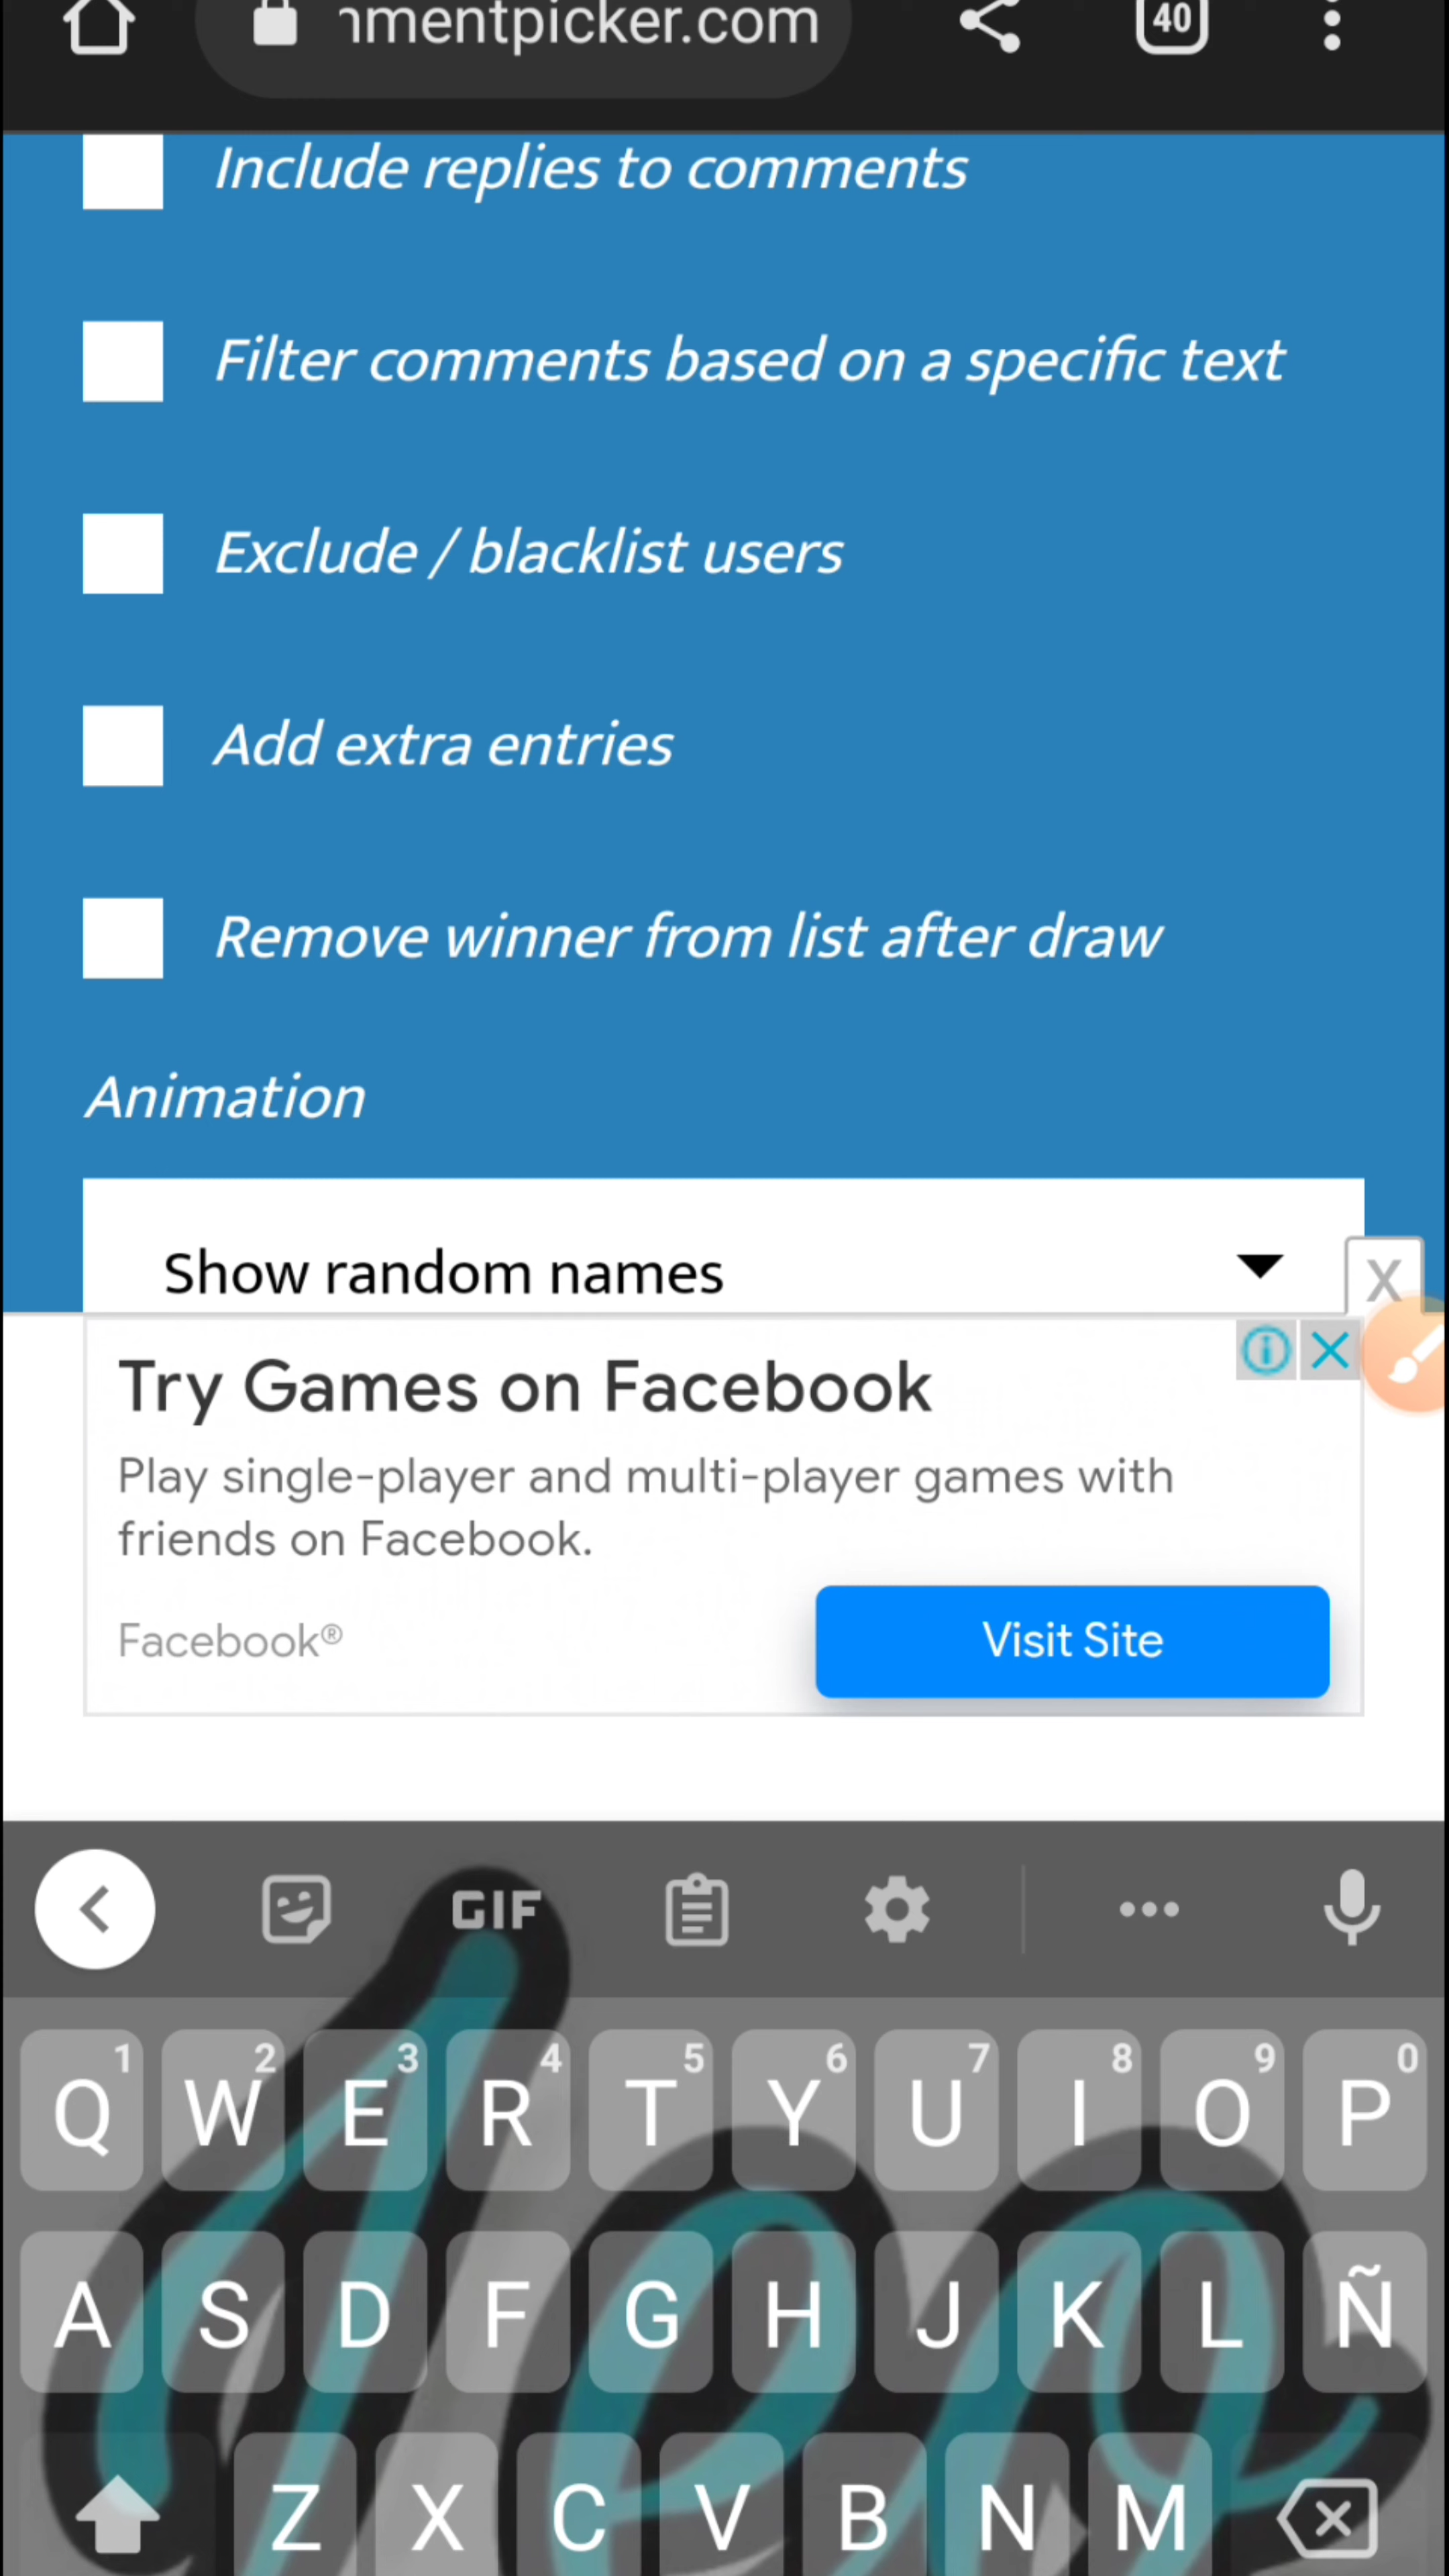 nmentpicker.com
40
Include replies to comments
Filter comments based on a specific text
Exclude / blacklist users
Add extra entries
Remove winner from list after draw
Animation
Show random names
X
Try Games on Facebook
Play single-player and multi-player games with
friends on Facebook.
Facebook®
Visit Site
GIF
1 2 3 4 5 6 7 8 9 0
Q W E R T Y U I O P
A S D F G H J K L Ñ
Z X C V B N M